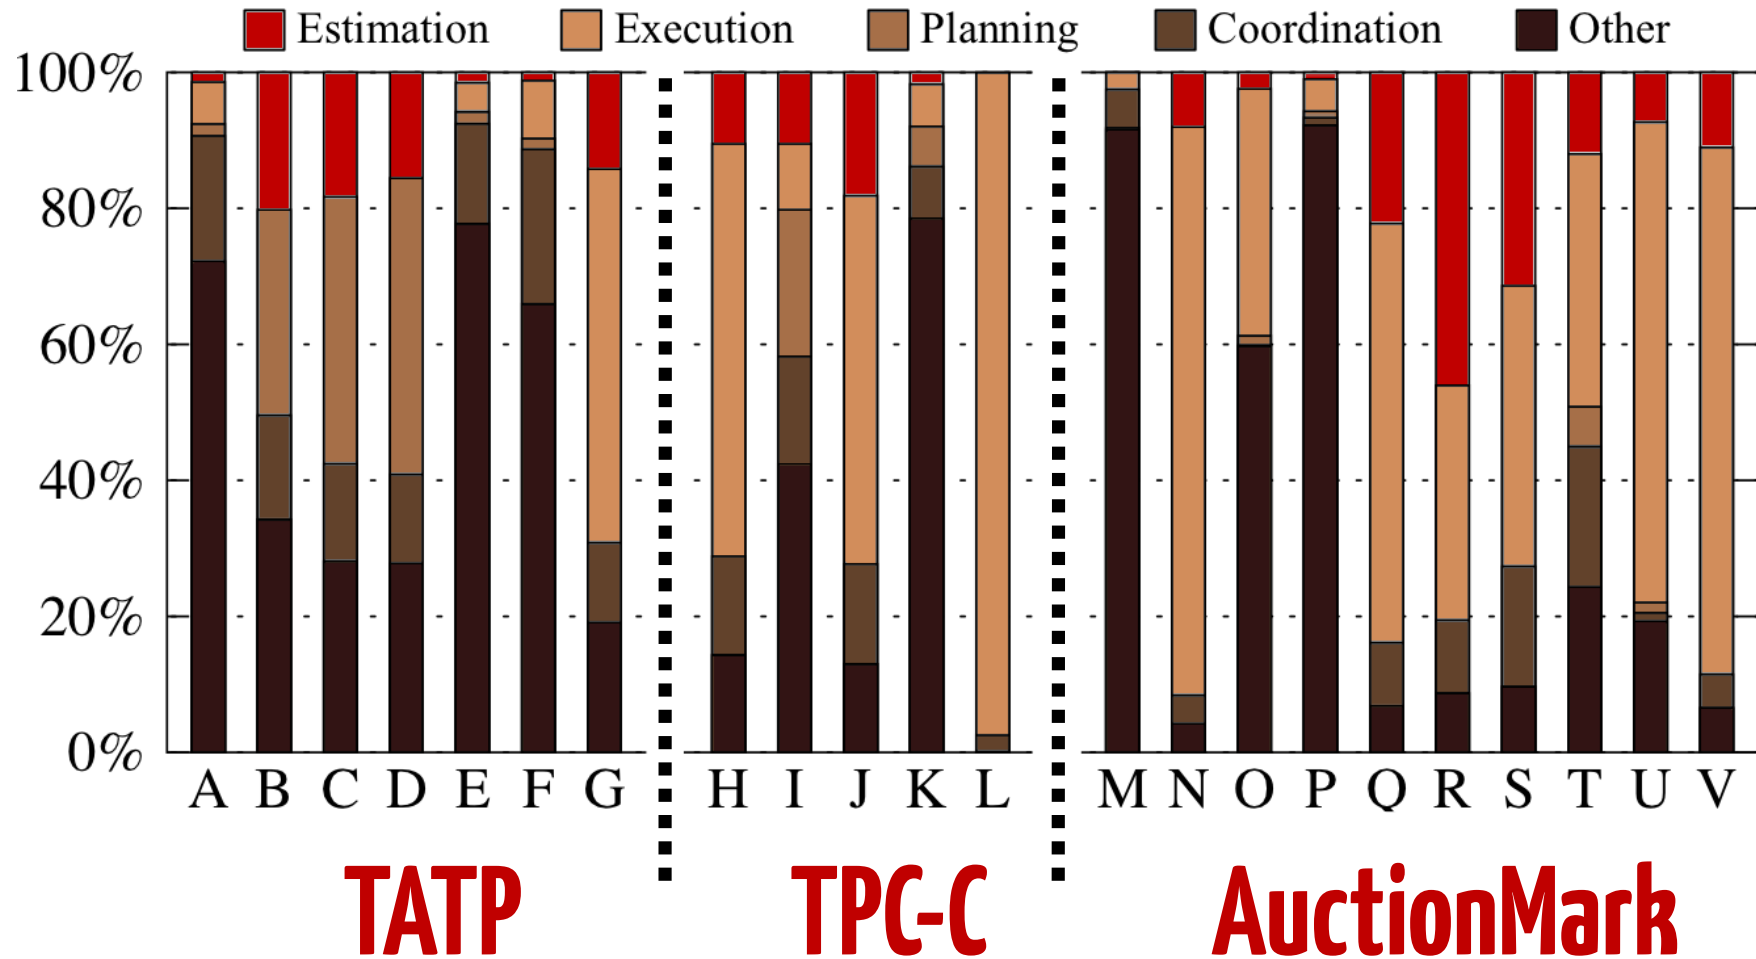 Estimation Execution Planning Coordination Other
100%
80%
60%
40%
20%
0%
A B C D E F G H I J K L M N O P Q R S T U V
TATP TPC-C AuctionMark